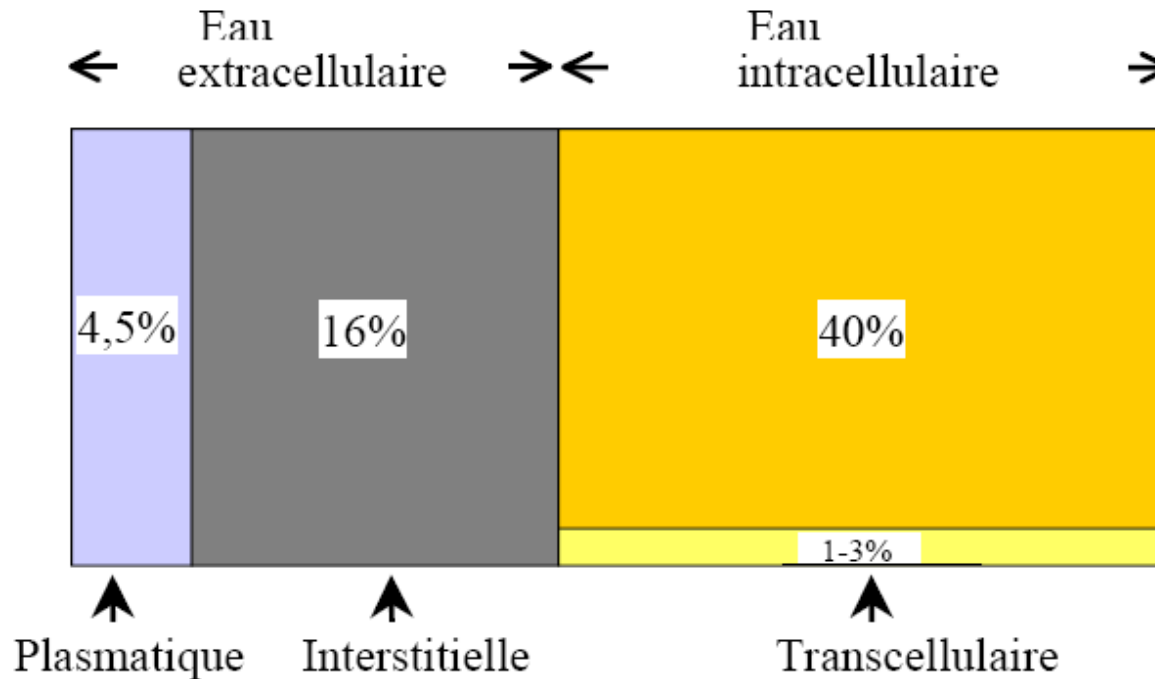 Eau
extracellulaire
Eau
intracellulaire
4,5%
16%
40%
1-3%
Plasmatique
Interstitielle
Transcellulaire